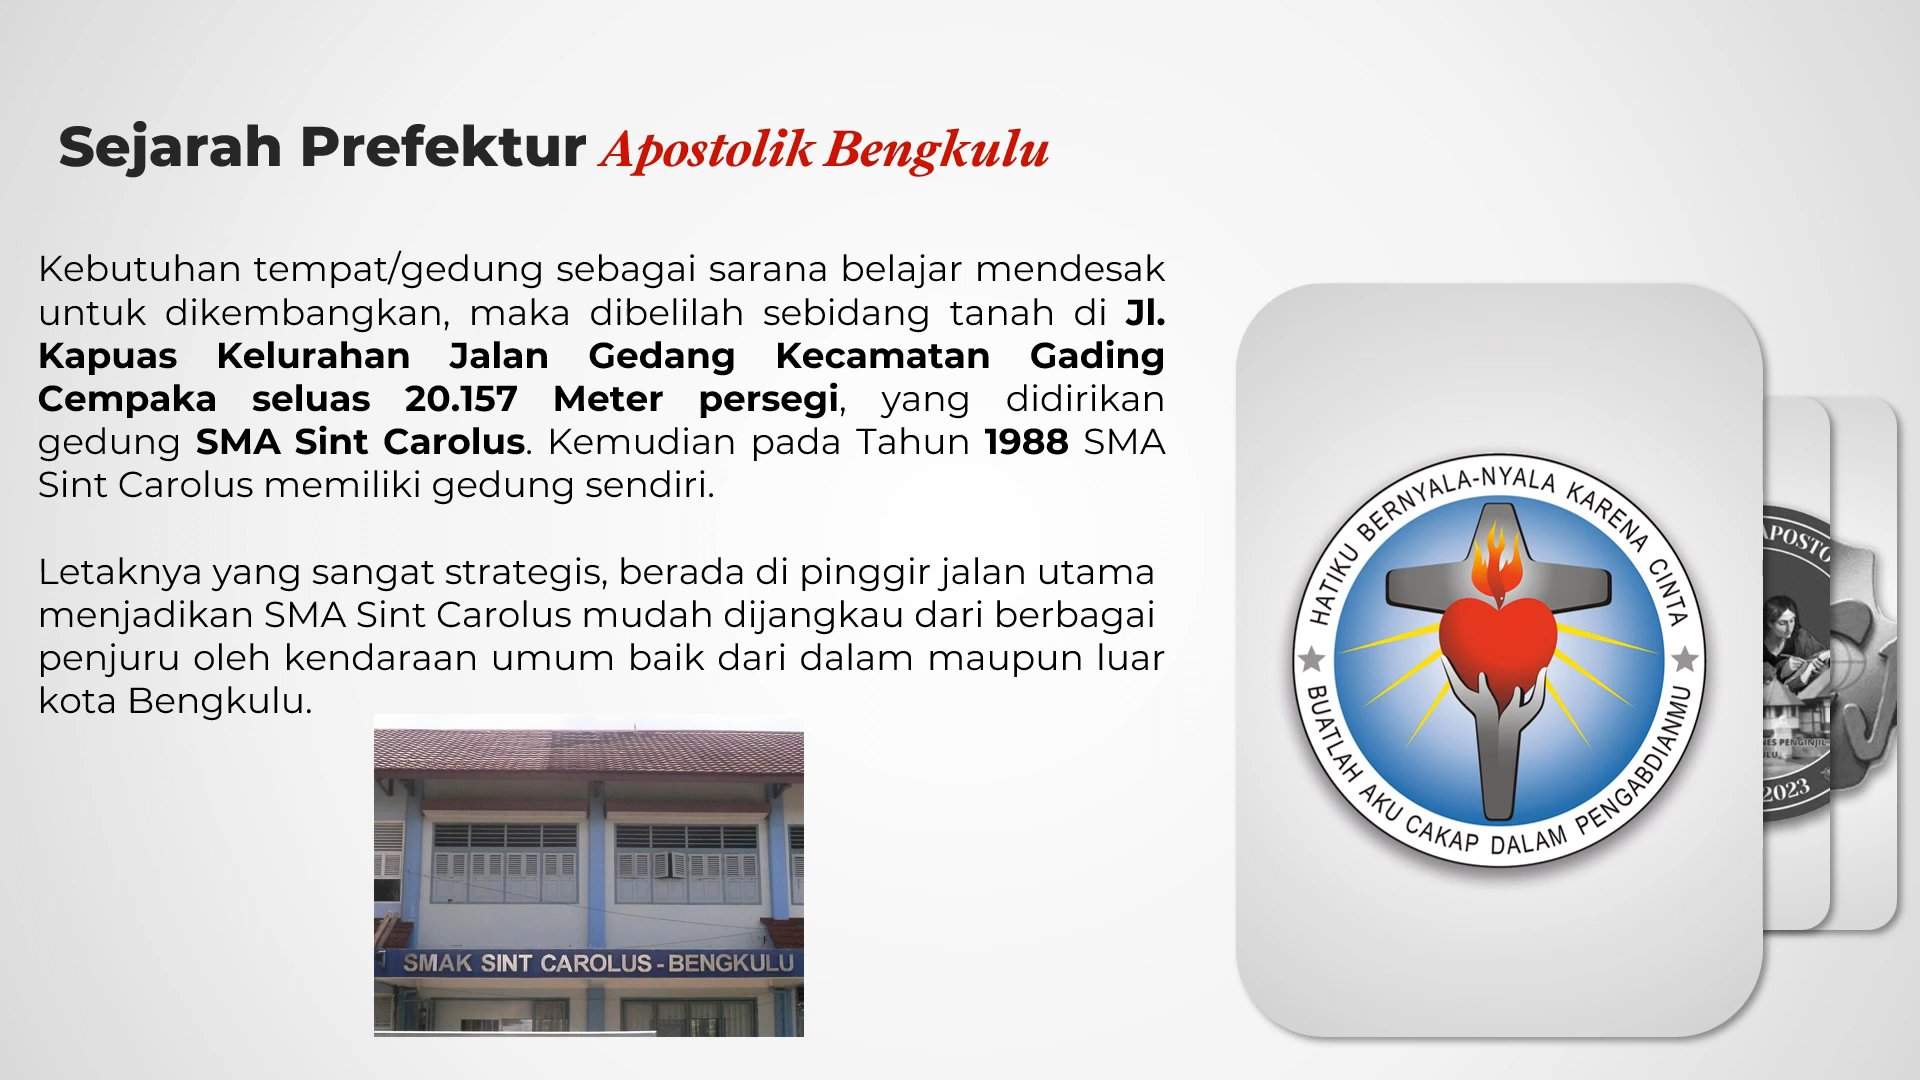 Sejarah Prefektur Apostolik Bengkulu
Kebutuhan tempat/gedung sebagai sarana belajar mendesak
untuk dikembangkan, maka dibelilah sebidang tanah di Jl.
Kapuas Kelurahan Jalan Gedang Kecamatan Gading
Cempaka seluas 20.157 Meter persegi, yang didirikan
gedung SMA Sint Carolus. Kemudian pada Tahun 1988 SMA
Sint Carolus memiliki gedung sendiri.
Letaknya yang sangat strategis, berada di pinggir jalan utama
menjadikan SMA Sint Carolus mudah dijangkau dari berbagai
penjuru oleh kendaraan umum baik dari dalam maupun luar
kota Bengkulu.
SMAK SINT CAROLUS - BENGKULU
HATIKU BERNYALA-NYALA KARENA CINTA
BUATLAH AKU CAKAP DALAM PENGABDIANMU
2023